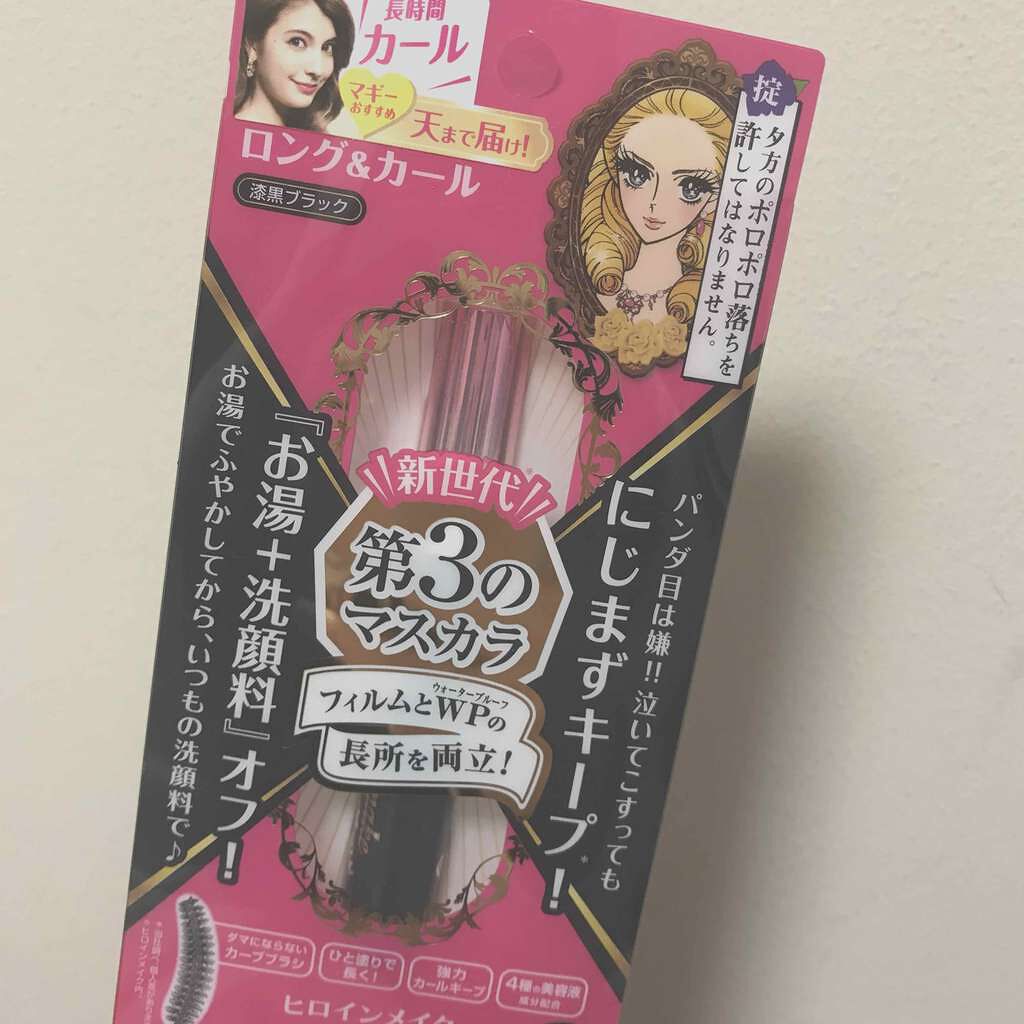 長時間
カール
マギー
おすすめ
天まで届け!
ロング&カール
漆黒ブラック
掟
夕方のポロポロ落ちを
許してはなりません。
\\新世代*//
第3の
マスカラ
ウォータープルーフ
フィルムとWPの
長所を両立!
パンダ目は嫌!!泣いてこすっても
にじまずキープ*!
『お湯+洗顔料』オフ!
お湯でふやかしてから、いつもの洗顔料で♪
ダマにならない
カーブブラシ
ひと塗りで
長く!
強力
カールキープ
4種の美容液
成分配合
ヒロインメイク
*ヒロインメイク内。